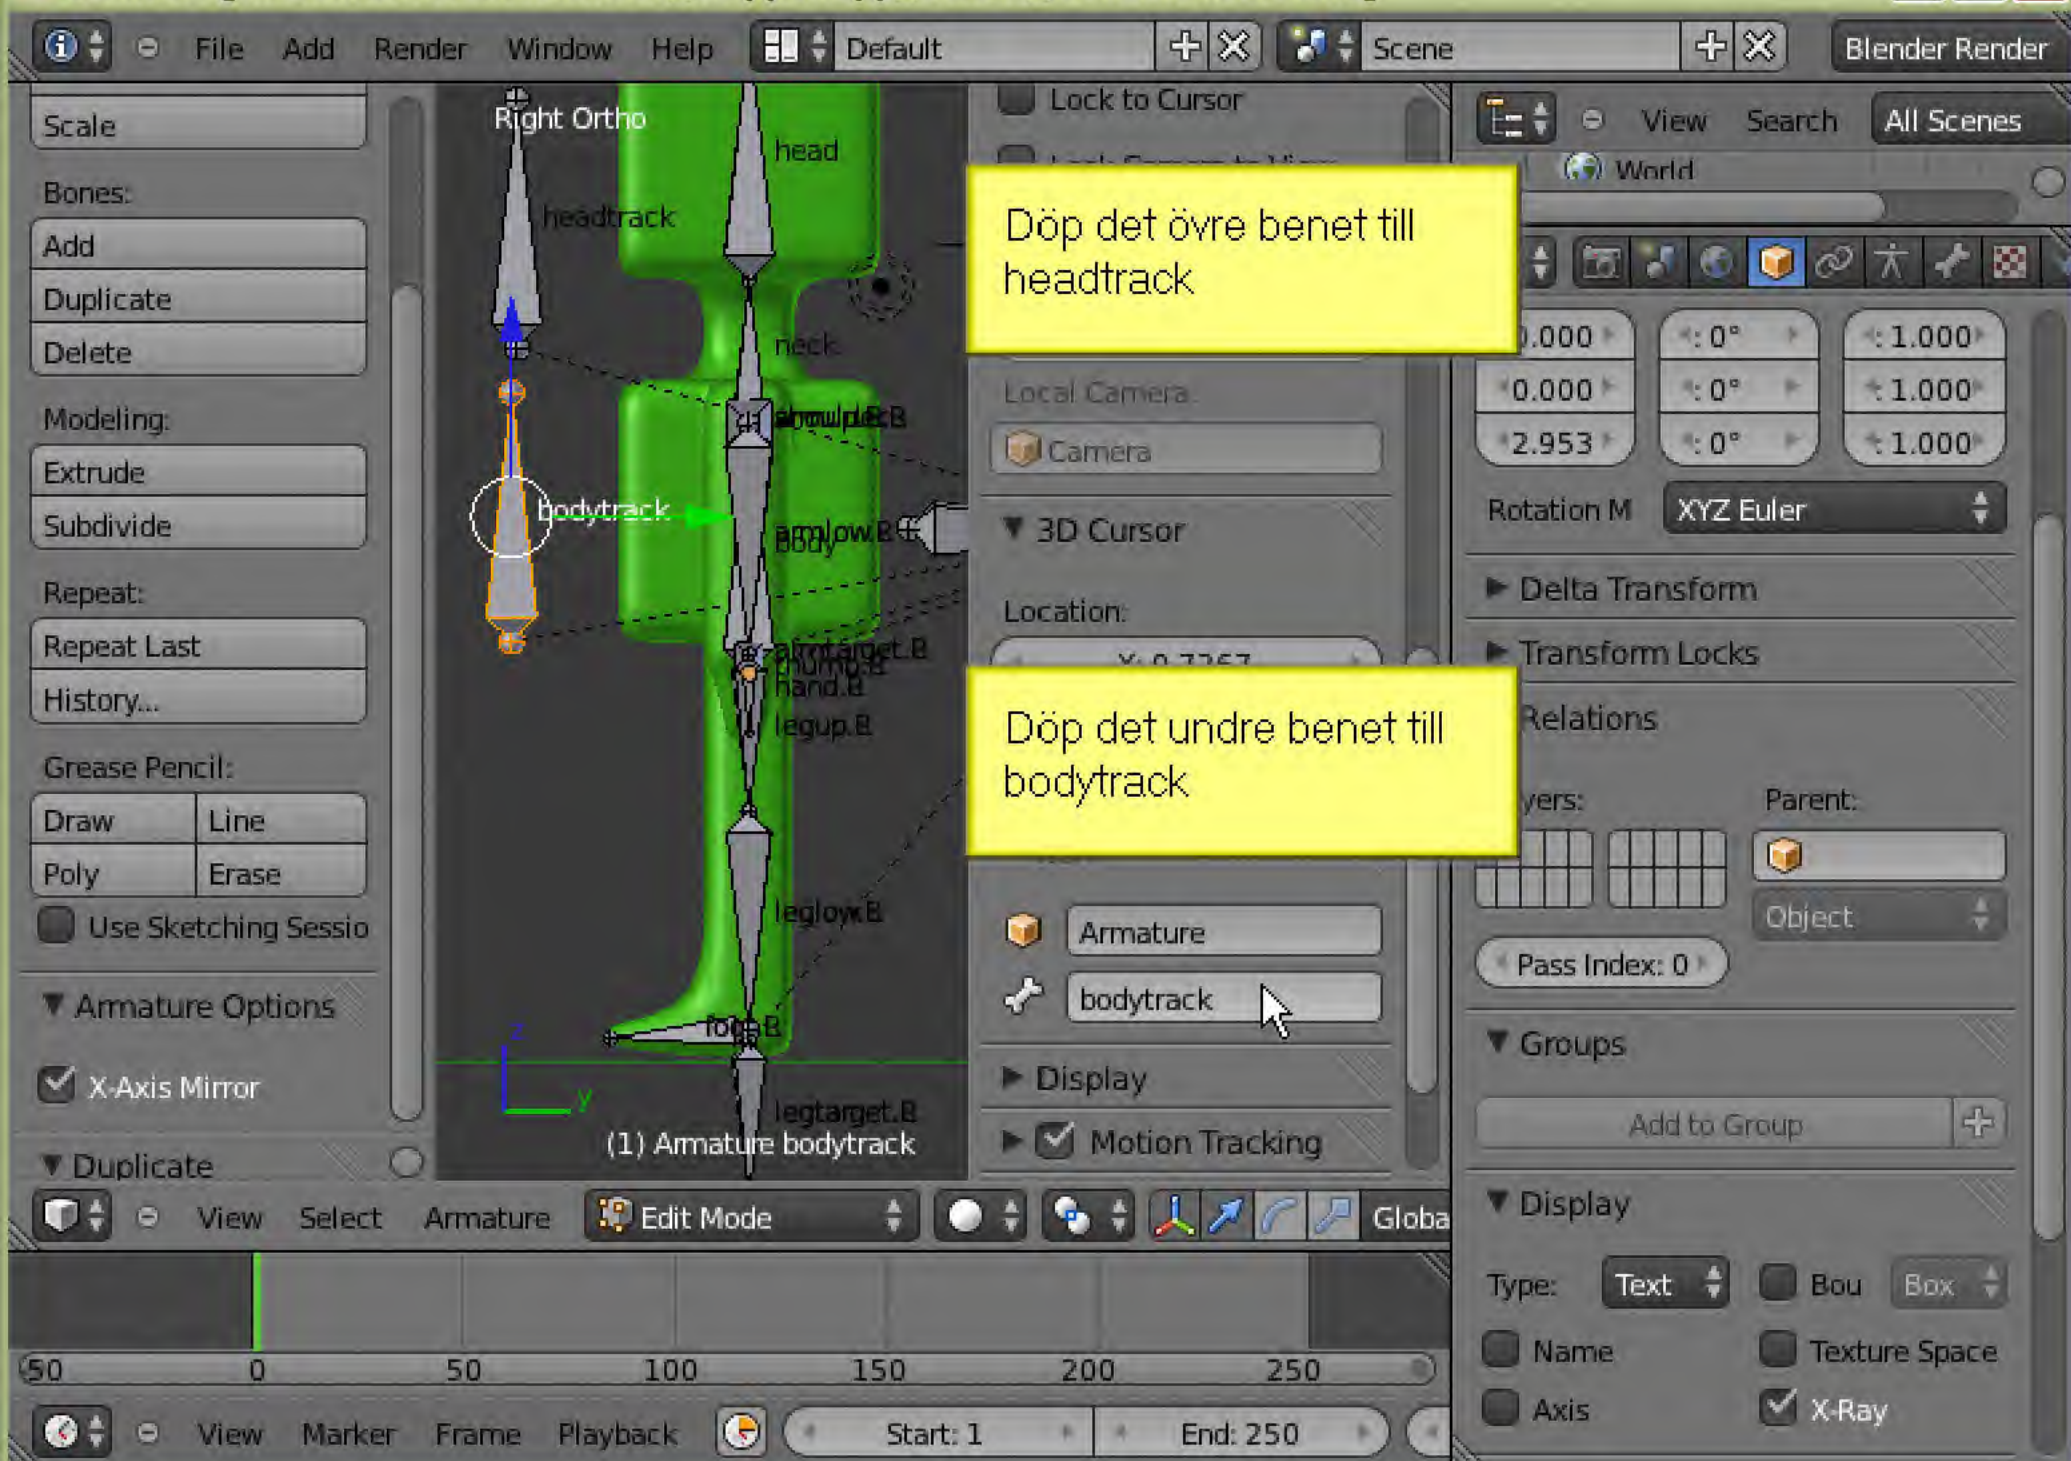 File Add Render Window Help Default Scene Blender Render
Scale
Bones:
Add
Duplicate
Delete
Modeling:
Extrude
Subdivide
Repeat:
Repeat Last
History...
Grease Pencil:
Draw Line
Poly Erase
Use Sketching Sessio
Armature Options
X-Axis Mirror
Duplicate
Right Ortho
head
headtrack
neck
bodytrack
body
legup.R
hand.R
leglow.R
legtarget.R
(1) Armature bodytrack
Lock to Cursor
Döp det övre benet till
headtrack
Local Camera:
Camera
3D Cursor
Location:
Döp det undre benet till
bodytrack
Armature
bodytrack
Display
Motion Tracking
View Search All Scenes
World
0.000 : 0° : 1.000
0.000 : 0° : 1.000
2.953 : 0° : 1.000
Rotation M XYZ Euler
Delta Transform
Transform Locks
Relations
yers: Parent:
Object
Pass Index: 0
Groups
Add to Group
Display
Type: Text Bou Box
Name Texture Space
Axis X-Ray
View Select Armature Edit Mode Globa
50 0 50 100 150 200 250
View Marker Frame Playback Start: 1 End: 250